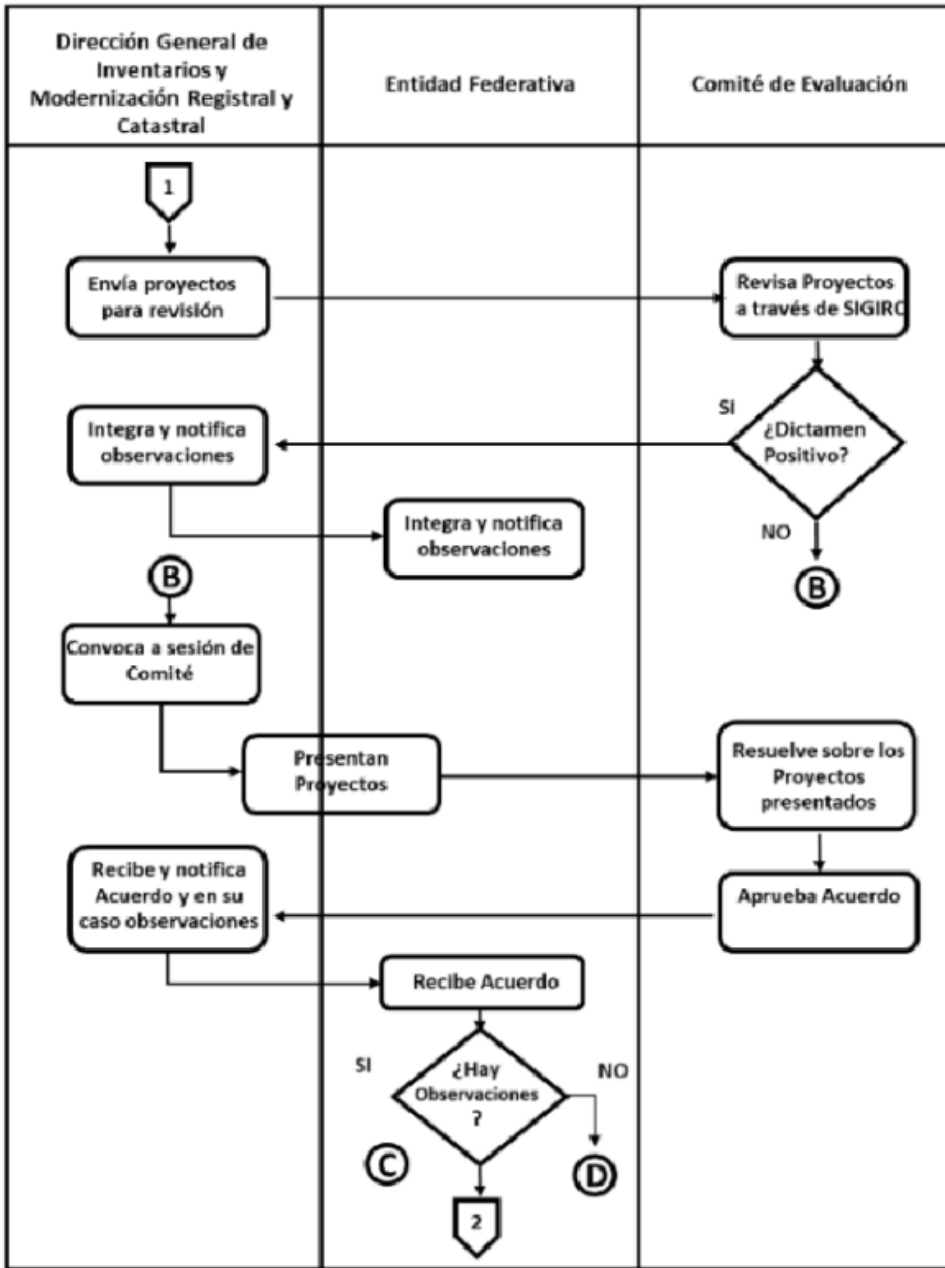 Dirección General de
Inventarios y
Modernización Registral y
Catastral
Entidad Federativa
Comité de Evaluación
1
Envía proyectos
para revisión
Revisa Proyectos
a través de SIGIRC
SI
¿Dictamen
Positivo?
NO
B
Integra y notifica
observaciones
Integra y notifica
observaciones
B
Convoca a sesión de
Comité
Presentan
Proyectos
Resuelve sobre los
Proyectos
presentados
Aprueba Acuerdo
Recibe y notifica
Acuerdo y en su
caso observaciones
Recibe Acuerdo
SI
¿Hay
Observaciones
?
NO
C
D
2